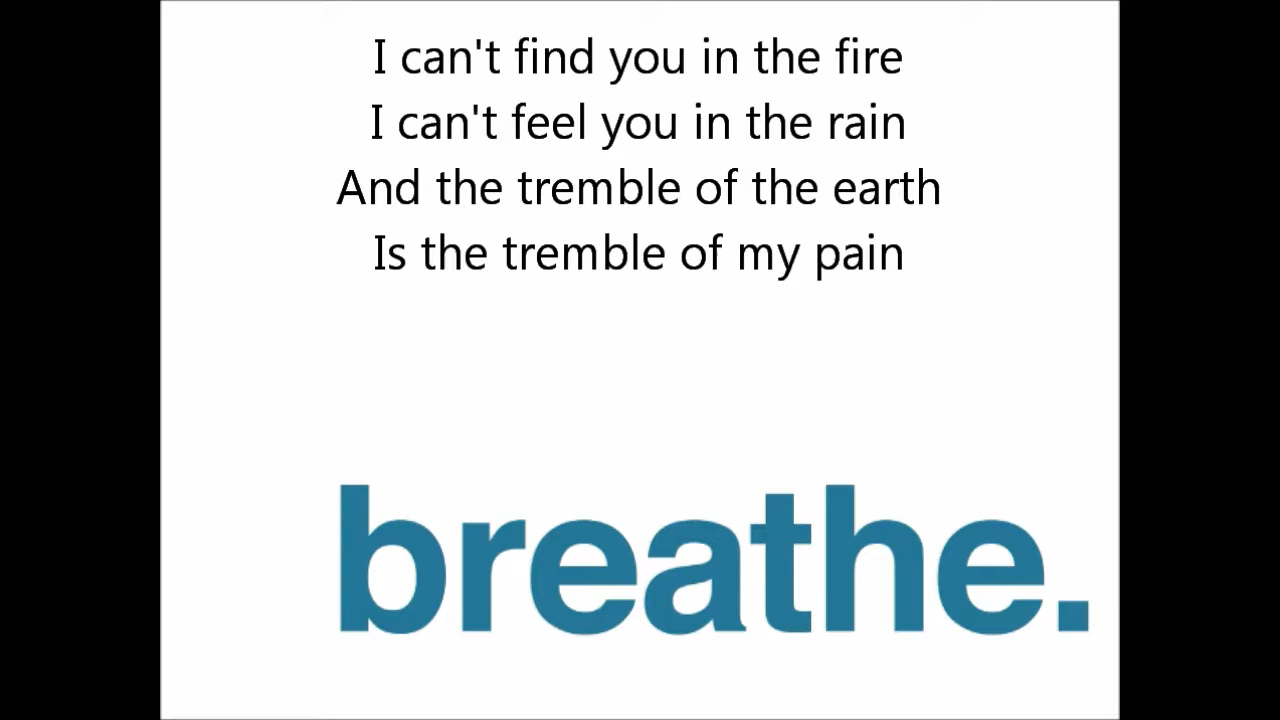 I can't find you in the fire
I can't feel you in the rain
And the tremble of the earth
Is the tremble of my pain
breathe.